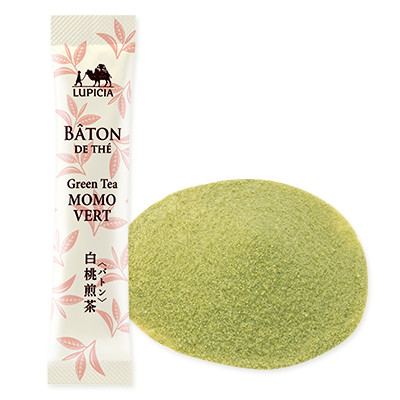 LUPICIA
BÂTON
DE THÉ
Green Tea
MOMO
VERT
白桃煎茶
〈バトン〉